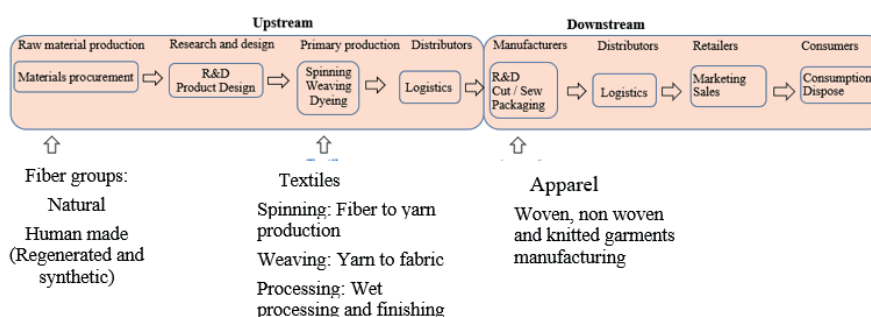 Upstream
Downstream
Raw material production
Research and design
Primary production
Distributors
Manufacturers
Distributors
Retailers
Consumers
Materials procurement
R&D
Product Design
Spinning
Weaving
Dyeing
Logistics
R&D
Cut / Sew
Packaging
Logistics
Marketing
Sales
Consumption
Dispose
Fiber groups:
Natural
Human made
(Regenerated and
synthetic)
Textiles
Spinning: Fiber to yarn
production
Weaving: Yarn to fabric
Processing: Wet
processing and finishing
Apparel
Woven, non woven
and knitted garments
manufacturing